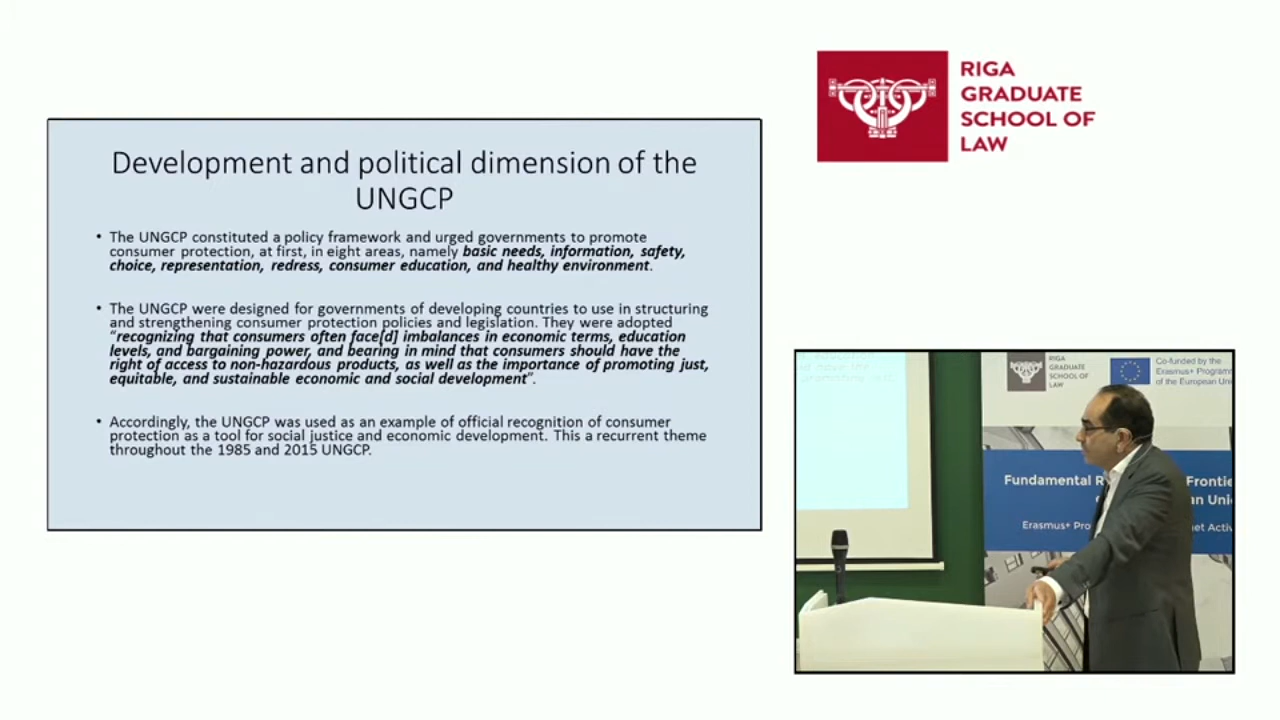 RIGA
GRADUATE
SCHOOL OF
LAW
Development and political dimension of the
UNGCP
• The UNGCP constituted a policy framework and urged governments to promote
consumer protection, at first, in eight areas, namely basic needs, information, safety,
choice, representation, redress, consumer education, and healthy environment.
• The UNGCP were designed for governments of developing countries to use in structuring
and strengthening consumer protection policies and legislation. They were adopted
“recognizing that consumers often face[d] imbalances in economic terms, education
levels, and bargaining power, and bearing in mind that consumers should have the
right of access to non-hazardous products, as well as the importance of promoting just,
equitable, and sustainable economic and social development”.
• Accordingly, the UNGCP was used as an example of official recognition of consumer
protection as a tool for social justice and economic development. This a recurrent theme
throughout the 1985 and 2015 UNGCP.
RIGA
GRADUATE
SCHOOL OF
LAW
Co-funded by the
Erasmus+ Programm
of the European Uni
Fundamental R Frontie
an Unio
Erasmus+ Pro net Activ